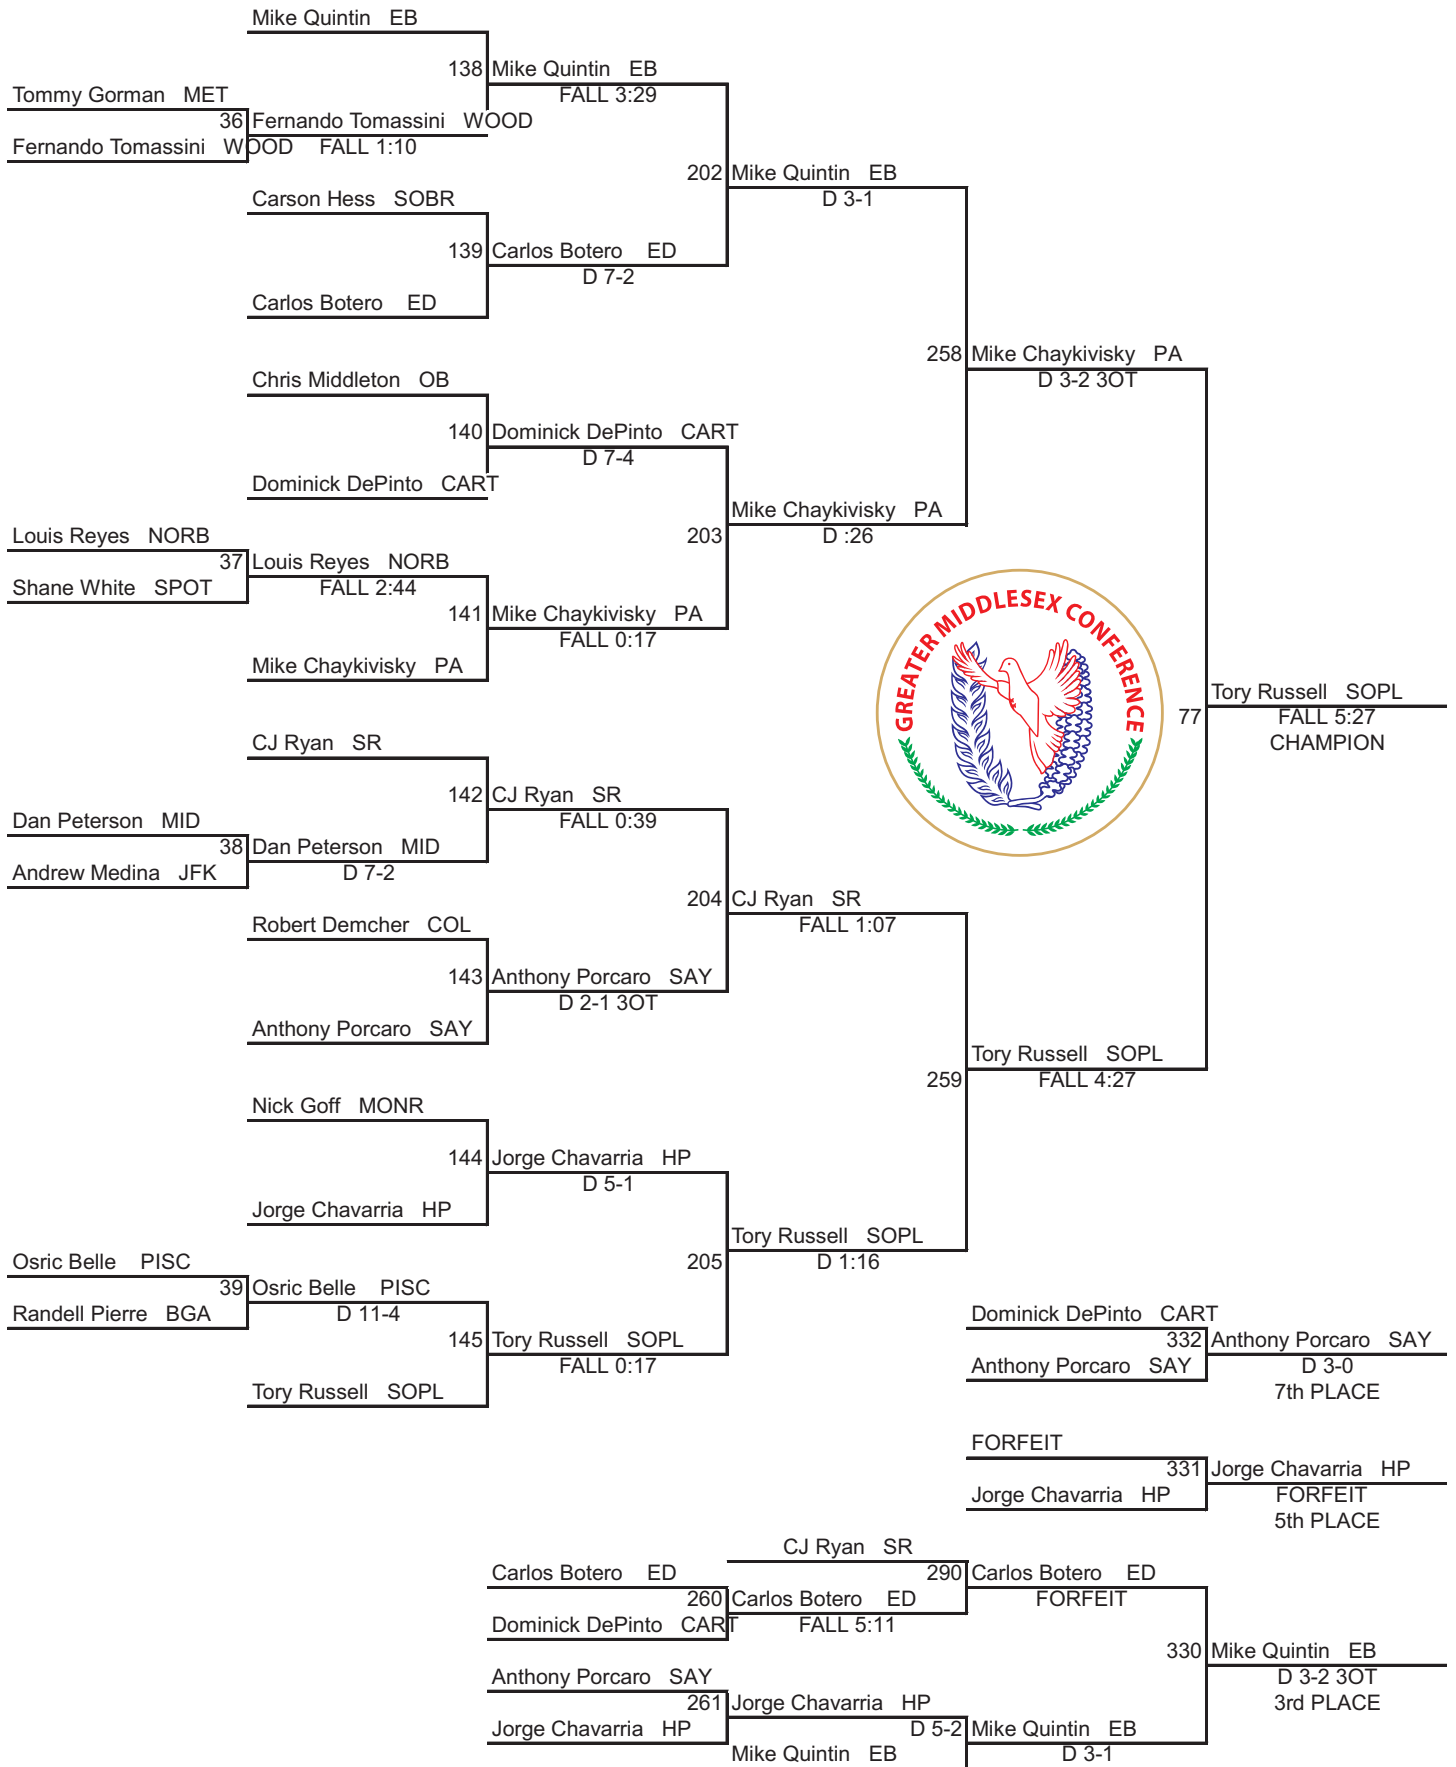 Mike Quintin EB
138 Mike Quintin EB
FALL 3:29
Tommy Gorman MET
36 Fernando Tomassini WOOD
Fernando Tomassini WOOD FALL 1:10
202 Mike Quintin EB
D 3-1
Carson Hess SOBR
139 Carlos Botero ED
D 7-2
Carlos Botero ED
258 Mike Chaykivisky PA
D 3-2 3OT
Chris Middleton OB
140 Dominick DePinto CART
D 7-4
Dominick DePinto CART
Mike Chaykivisky PA
203 D :26
Louis Reyes NORB
37 Louis Reyes NORB
Shane White SPOT FALL 2:44
141 Mike Chaykivisky PA
FALL 0:17
Mike Chaykivisky PA
GREATER MIDDLESEX CONFERENCE
Tory Russell SOPL
77 FALL 5:27
CHAMPION
CJ Ryan SR
142 CJ Ryan SR
FALL 0:39
Dan Peterson MID
38 Dan Peterson MID
Andrew Medina JFK D 7-2
204 CJ Ryan SR
FALL 1:07
Robert Demcher COL
143 Anthony Porcaro SAY
D 2-1 3OT
Anthony Porcaro SAY
Tory Russell SOPL
259 FALL 4:27
Nick Goff MONR
144 Jorge Chavarria HP
D 5-1
Jorge Chavarria HP
Tory Russell SOPL
205 D 1:16
Osric Belle PISC
39 Osric Belle PISC
Randell Pierre BGA D 11-4
145 Tory Russell SOPL
FALL 0:17
Tory Russell SOPL
Dominick DePinto CART
332 Anthony Porcaro SAY
Anthony Porcaro SAY D 3-0
7th PLACE
FORFEIT
331 Jorge Chavarria HP
Jorge Chavarria HP FORFEIT
5th PLACE
CJ Ryan SR
Carlos Botero ED 290 Carlos Botero ED
260 Carlos Botero ED FORFEIT
Dominick DePinto CART FALL 5:11
330 Mike Quintin EB
D 3-2 3OT
3rd PLACE
Anthony Porcaro SAY
261 Jorge Chavarria HP
Jorge Chavarria HP D 5-2 Mike Quintin EB
Mike Quintin EB D 3-1